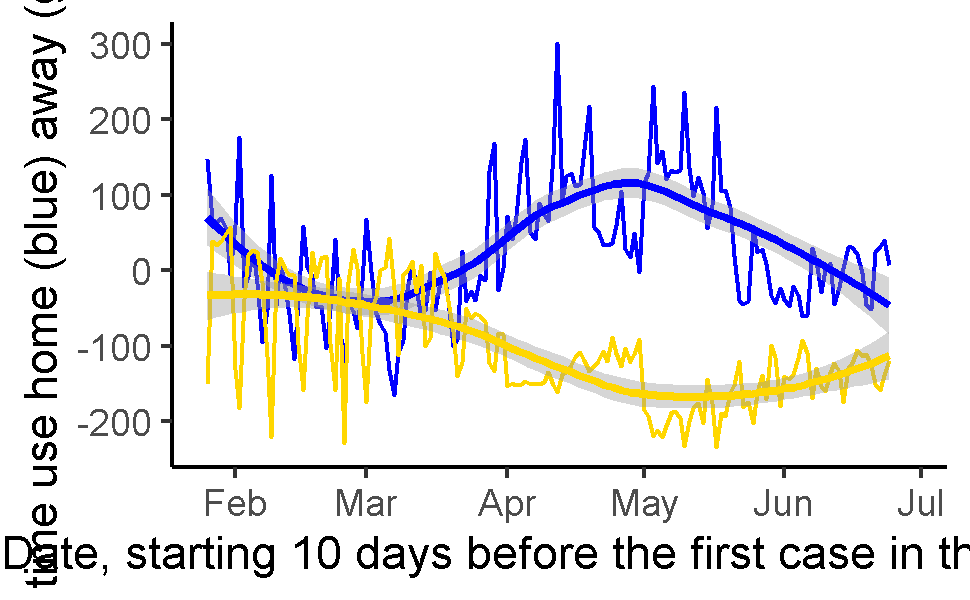 time use home (blue) away (
300
200
100
0
-100
-200
Feb Mar Apr May Jun Jul
Date, starting 10 days before the first case in th